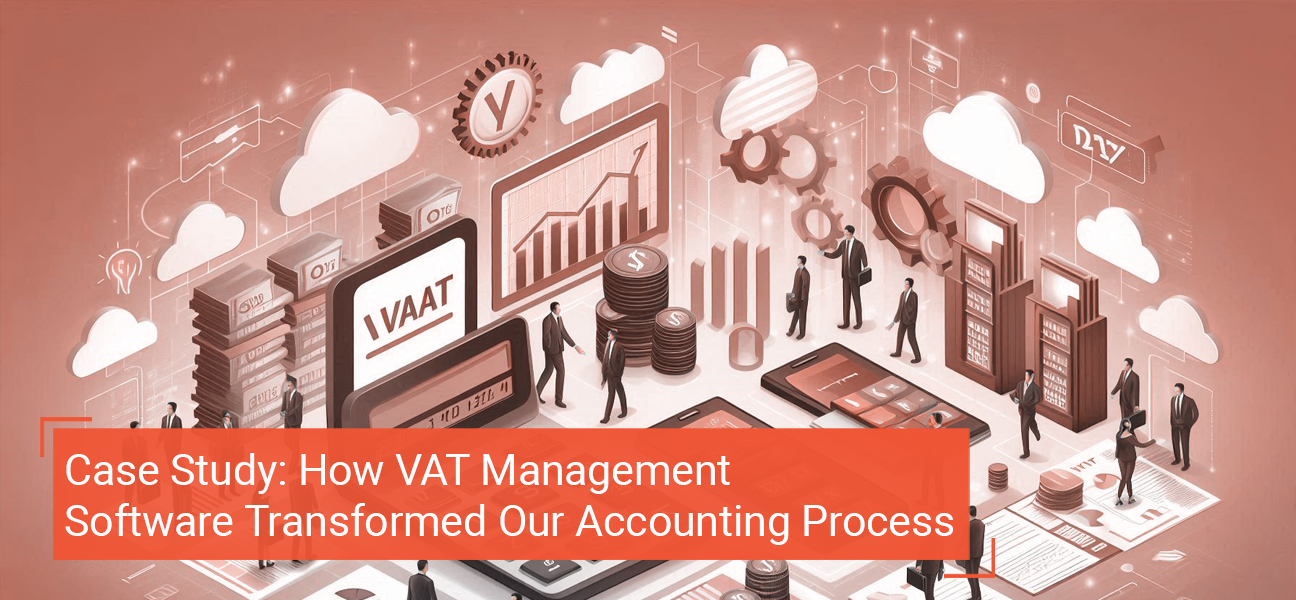 Y
VAAT
Case Study: How VAT Management
Software Transformed Our Accounting Process